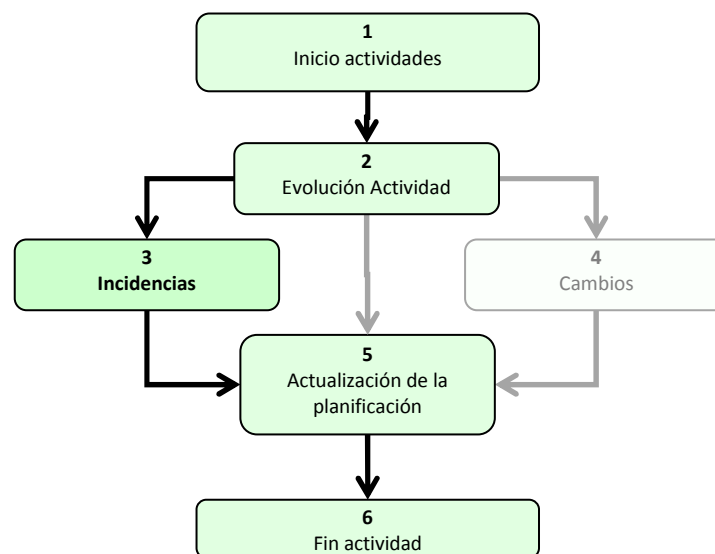 1
Inicio actividades
2
Evolución Actividad
3
Incidencias
4
Cambios
5
Actualización de la
planificación
6
Fin actividad